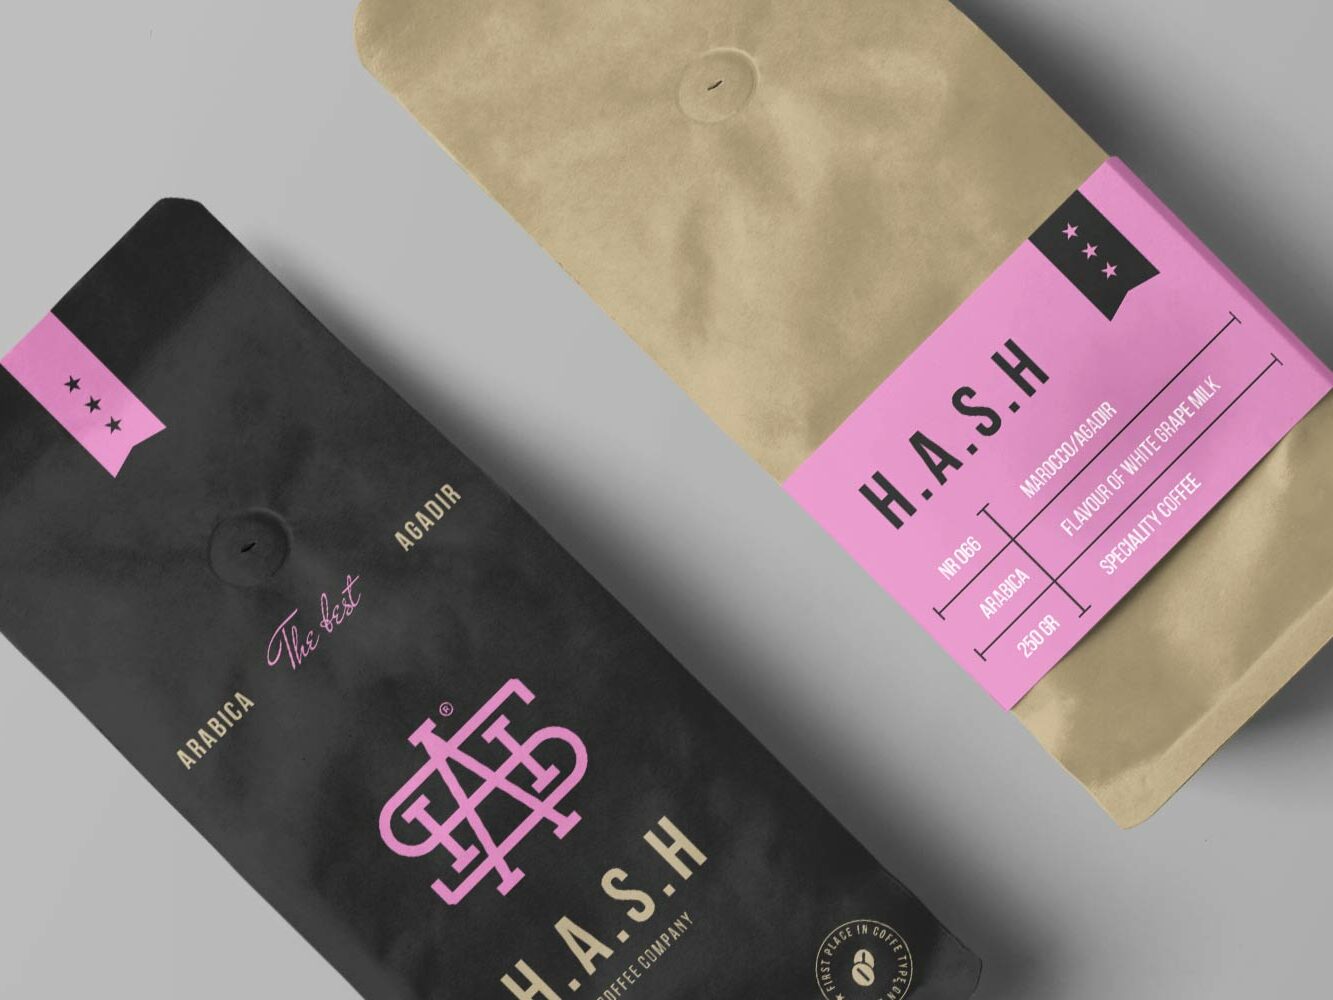 ARABICA
The best
AGADIR
®
H.A.S.H
COFFEE COMPANY
FIRST PLACE IN COFFE TYPE ON
H.A.S.H
NR 066
MAROCCO/AGADIR
ARABICA
FLAVOUR OF WHITE GRAPE MILK
250 GR
SPECIALITY COFFEE